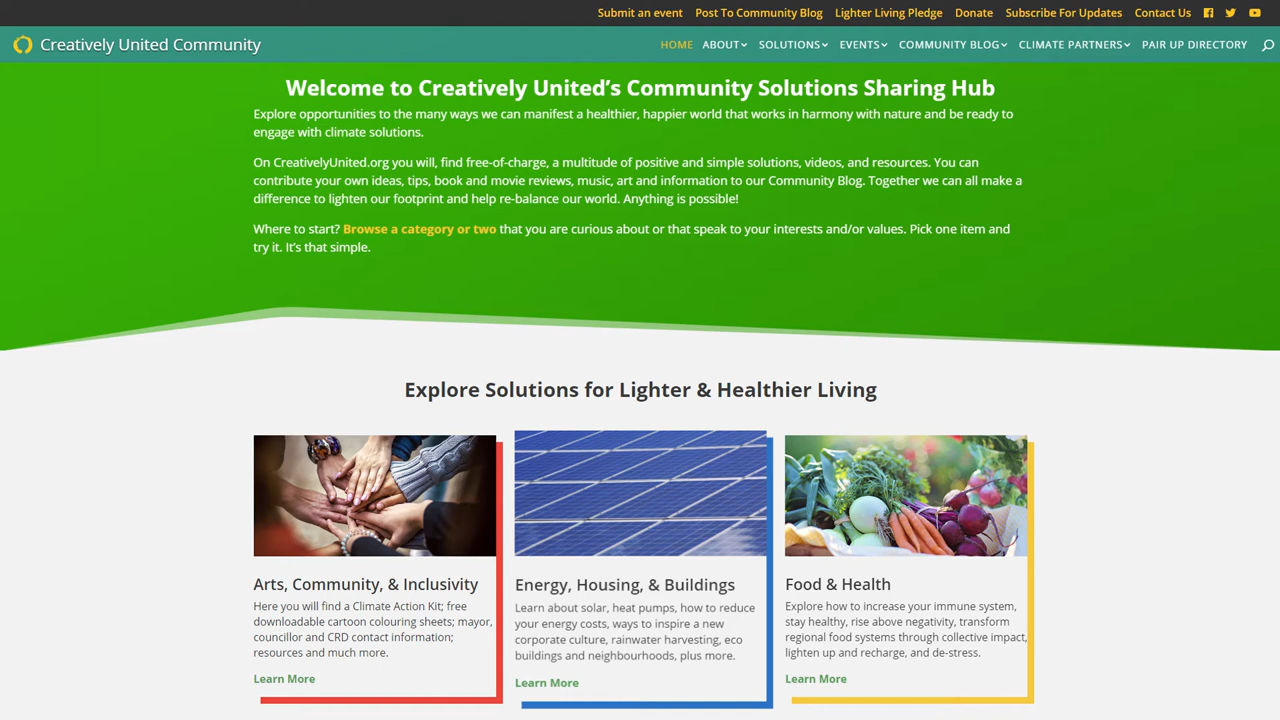 Submit an event Post To Community Blog Lighter Living Pledge Donate Subscribe For Updates Contact Us
Creatively United Community
HOME ABOUT SOLUTIONS EVENTS COMMUNITY BLOG CLIMATE PARTNERS PAIR UP DIRECTORY
Welcome to Creatively United’s Community Solutions Sharing Hub
Explore opportunities to the many ways we can manifest a healthier, happier world that works in harmony with nature and be ready to
engage with climate solutions.
On CreativelyUnited.org you will, find free-of-charge, a multitude of positive and simple solutions, videos, and resources. You can
contribute your own ideas, tips, book and movie reviews, music, art and information to our Community Blog. Together we can all make a
difference to lighten our footprint and help re-balance our world. Anything is possible!
Where to start? Browse a category or two that you are curious about or that speak to your interests and/or values. Pick one item and
try it. It’s that simple.
Explore Solutions for Lighter & Healthier Living
Arts, Community, & Inclusivity
Here you will find a Climate Action Kit; free
downloadable cartoon colouring sheets; mayor,
councillor and CRD contact information;
resources and much more.
Learn More
Energy, Housing, & Buildings
Learn about solar, heat pumps, how to reduce
your energy costs, ways to inspire a new
corporate culture, rainwater harvesting, eco
buildings and neighbourhoods, plus more.
Learn More
Food & Health
Explore how to increase your immune system,
stay healthy, rise above negativity, transform
regional food systems through collective impact,
lighten up and recharge, and de-stress.
Learn More